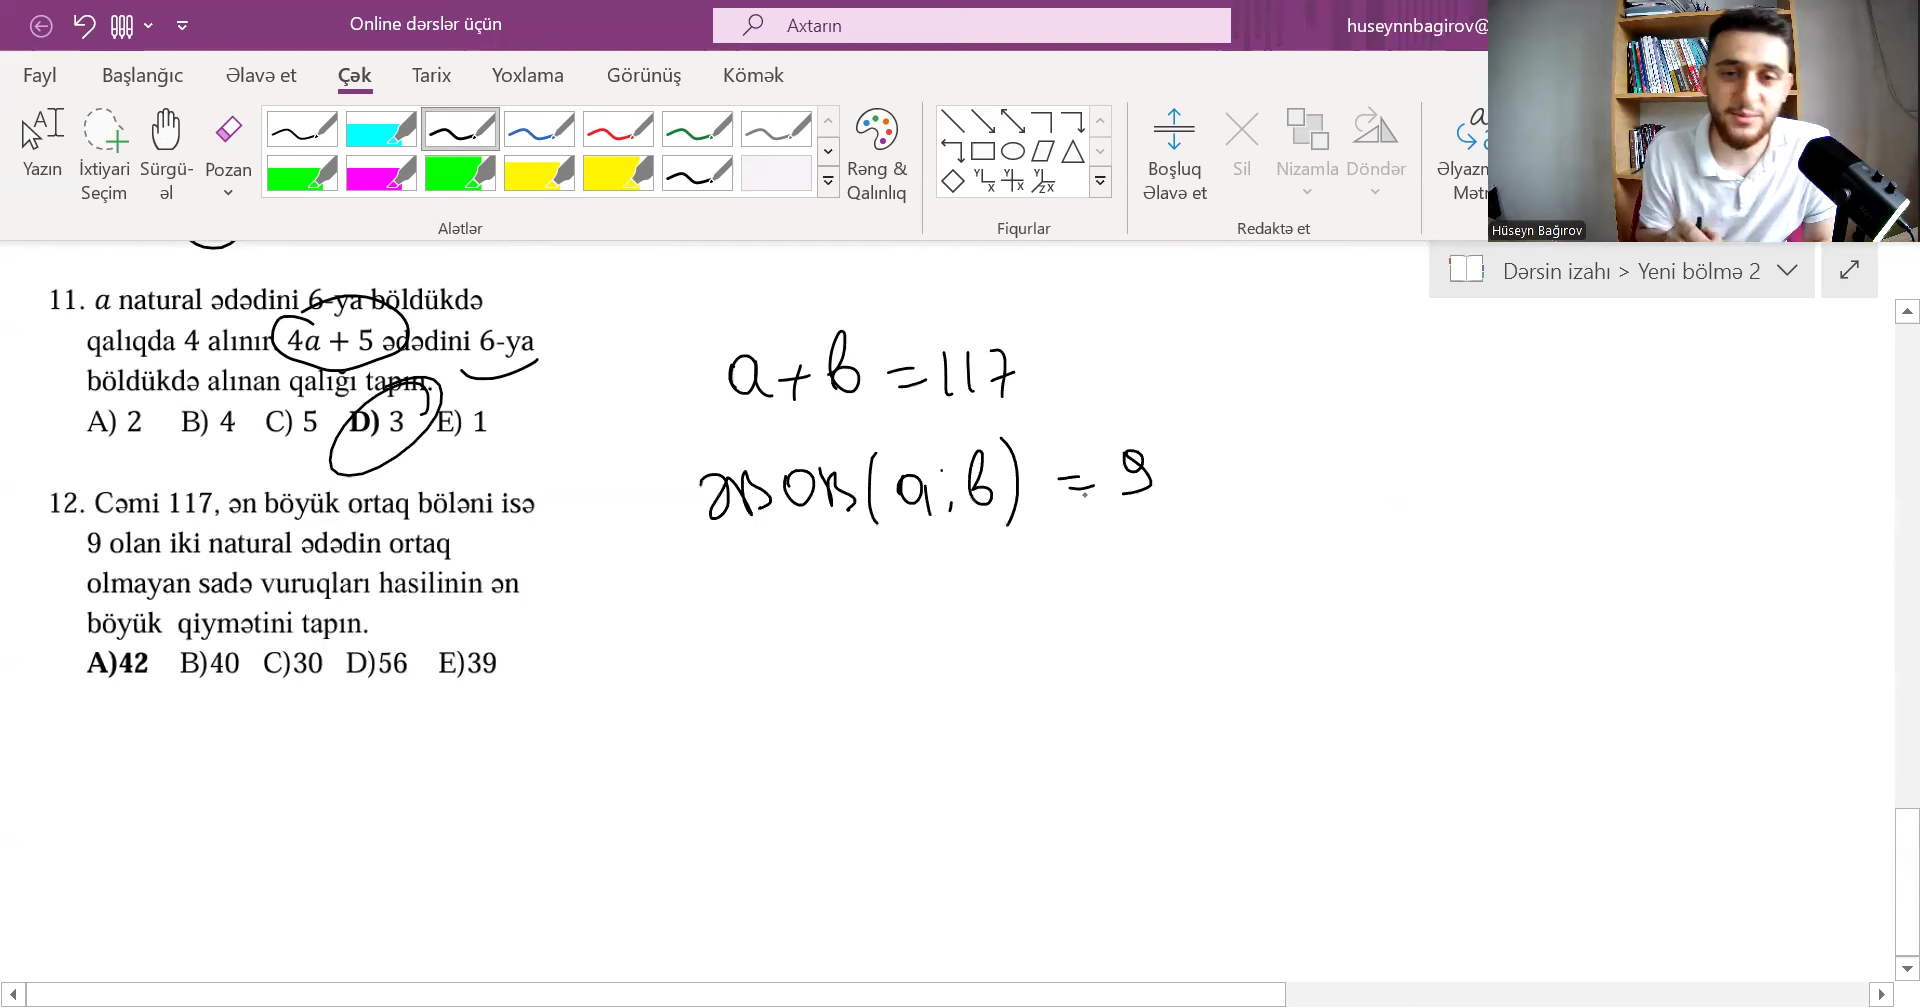 Online dərslər üçün
Axtarın
huseynnbagirov@
Fayl Başlanğıc Əlavə et Çək Tarix Yoxlama Görünüş Kömək
Yazın
İxtiyari Seçim
Sürgü-əl
Pozan
Rəng & Qalınlıq
Boşluq Əlavə et
Sil
Nizamla
Döndər
Əlyazm
Mətn
Alətlər
Fiqurlar
Redaktə et
Hüseyn Bağırov
Dərsin izahı > Yeni bölmə 2
11. a natural ədədini 6-ya böldükdə
qalıqda 4 alınır 4a + 5 ədədini 6-ya
böldükdə alınan qalığı tapın.
A) 2 B) 4 C) 5 D) 3 E) 1
12. Cəmi 117, ən böyük ortaq böləni isə
9 olan iki natural ədədin ortaq
olmayan sadə vuruqları hasilinin ən
böyük qiymətini tapın.
A)42 B)40 C)30 D)56 E)39
a+b=117
ƏBOB(a;b) = 9